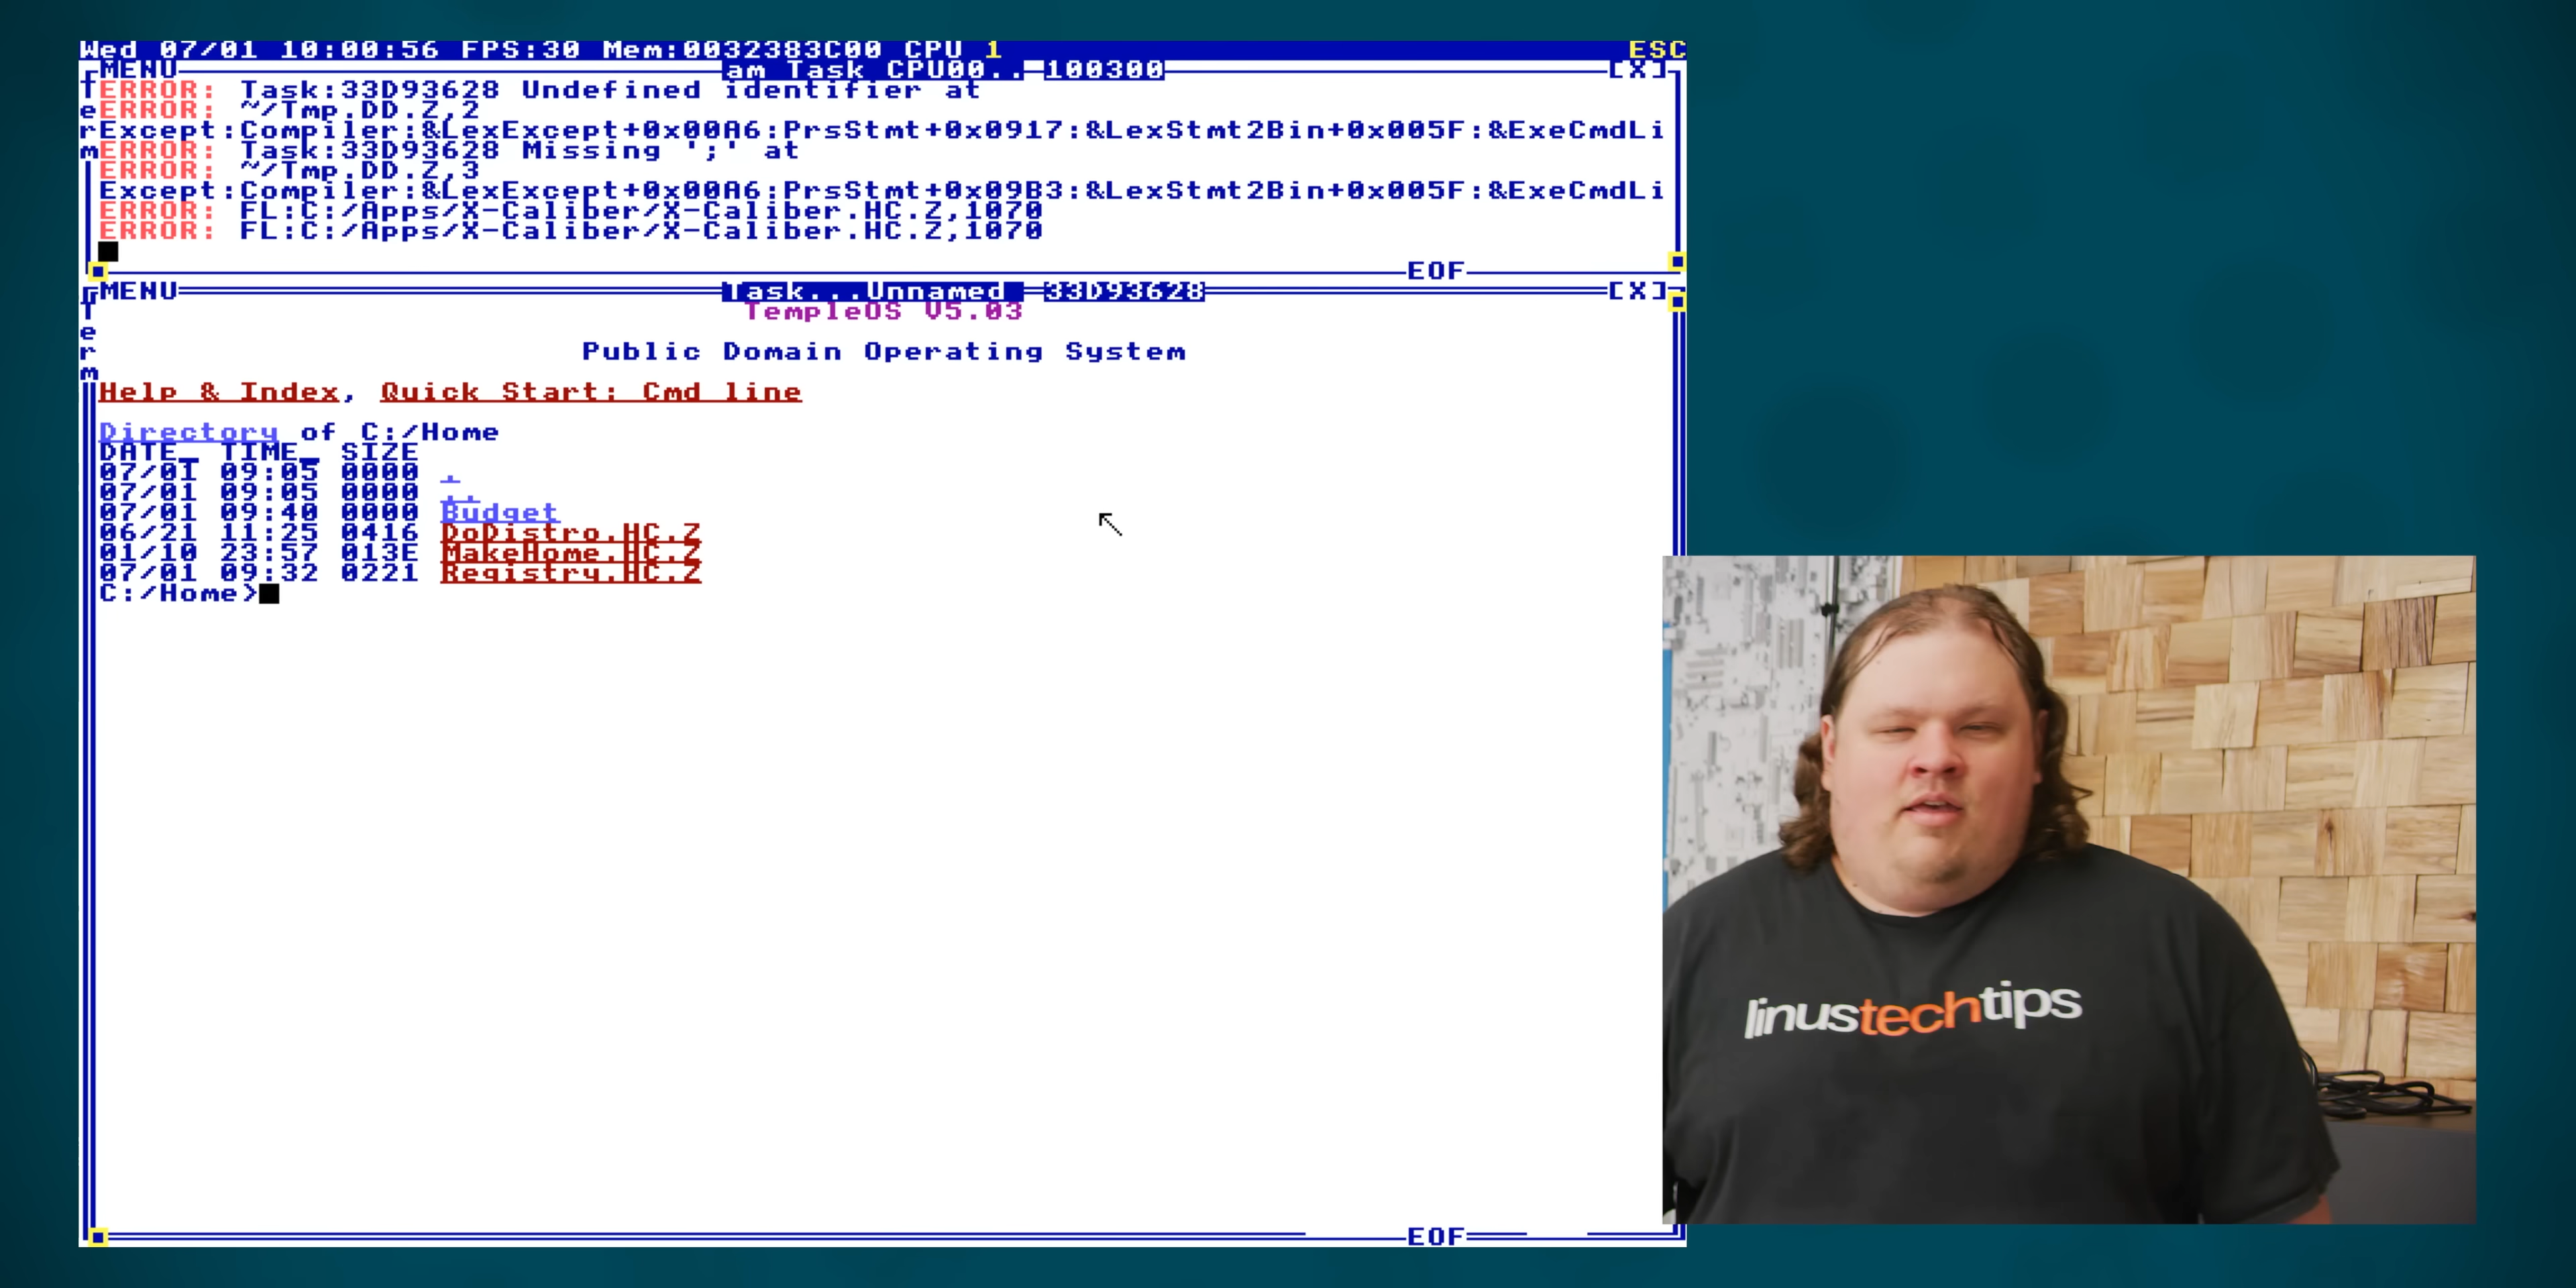 Wed 07/01 10:00:56 FPS:30 Mem:0032383C00 CPU 1 ESC
MENU am Task CPU00.. 100300 [X]
ERROR: Task:33D93628 Undefined identifier at
ERROR: ~/Tmp.DD.Z,2
Except:Compiler:&LexExcept+0x00A6:PrsStmt+0x0917:&LexStmt2Bin+0x005F:&ExeCmdLi
ERROR: Task:33D93628 Missing ';' at
ERROR: ~/Tmp.DD.Z,3
Except:Compiler:&LexExcept+0x00A6:PrsStmt+0x09B3:&LexStmt2Bin+0x005F:&ExeCmdLi
ERROR: FL:C:/Apps/X-Caliber/X-Caliber.HC.Z,1070
ERROR: FL:C:/Apps/X-Caliber/X-Caliber.HC.Z,1070
EOF
MENU Task...Unnamed 33D93628 [X]
Term
TempleOS V5.03
Public Domain Operating System
Help & Index, Quick Start: Cmd line
Directory of C:/Home
DATE_ TIME_ SIZE
07/01 09:05 0000 .
07/01 09:05 0000 ..
07/01 09:40 0000 Budget
06/21 11:25 0416 DoDistro.HC.Z
01/10 23:57 013E MakeHome.HC.Z
07/01 09:32 0221 Registry.HC.Z
C:/Home>
EOF
linustechtips